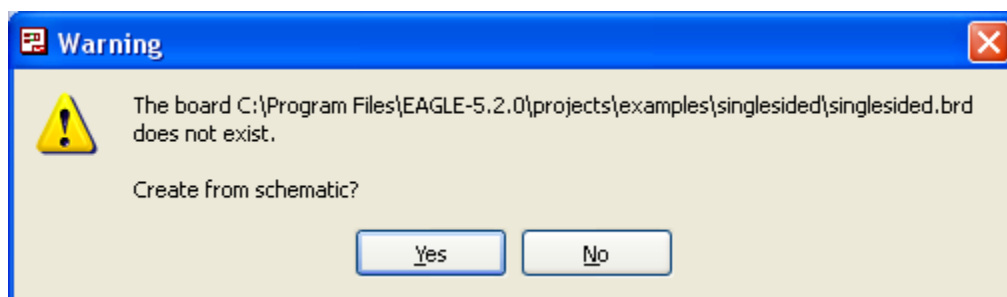 Warning
The board C:\Program Files\EAGLE-5.2.0\projects\examples\singlesided\singlesided.brd
does not exist.
Create from schematic?
Yes
No